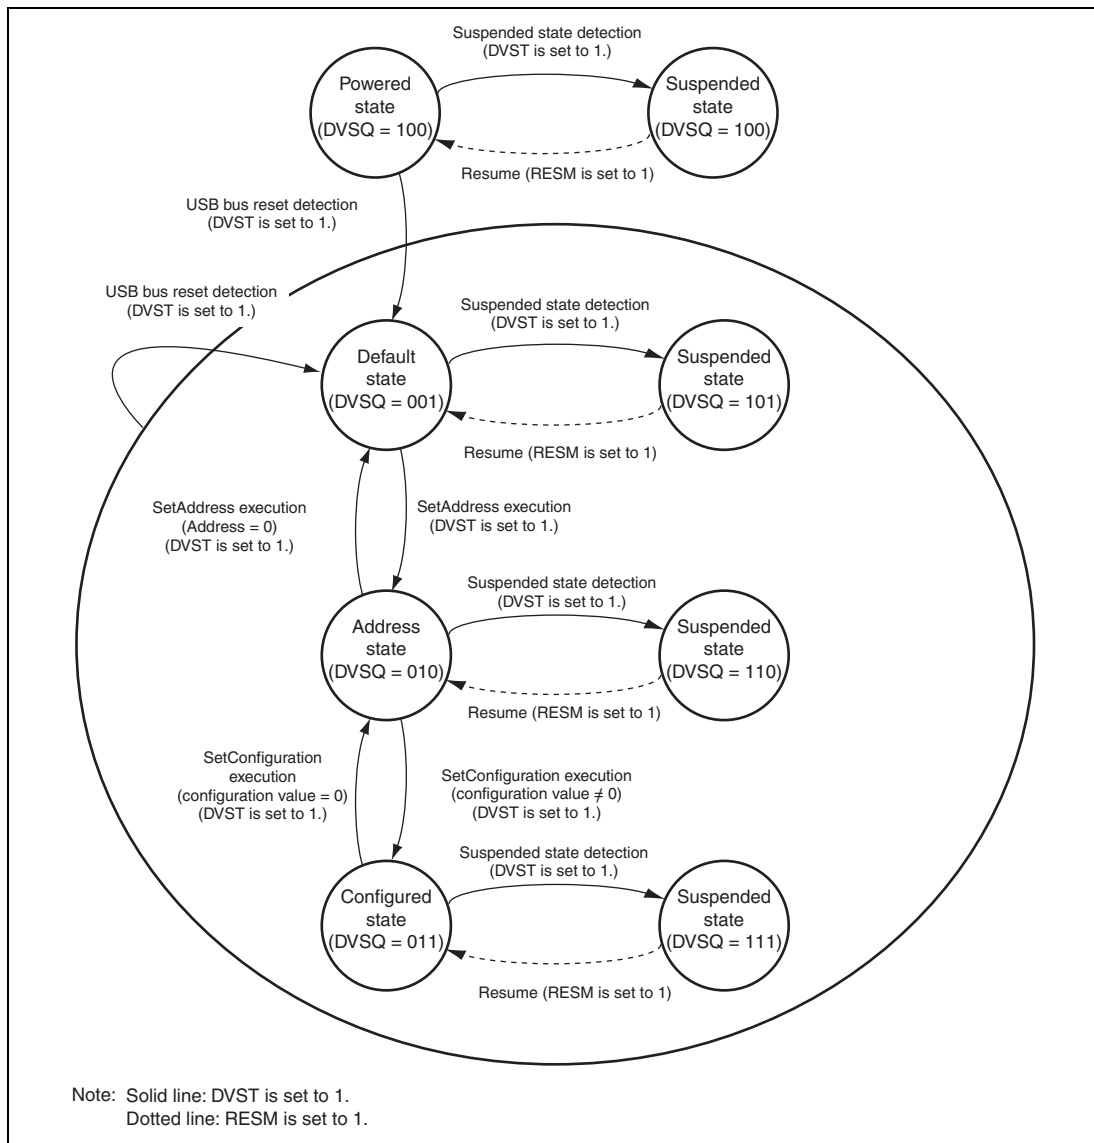 Suspended state detection
(DVST is set to 1.)
Powered
state
(DVSQ = 100)
Suspended
state
(DVSQ = 100)
Resume (RESM is set to 1)
USB bus reset detection
(DVST is set to 1.)
USB bus reset detection
(DVST is set to 1.)
Suspended state detection
(DVST is set to 1.)
Default
state
(DVSQ = 001)
Suspended
state
(DVSQ = 101)
Resume (RESM is set to 1)
SetAddress execution
(Address = 0)
(DVST is set to 1.)
SetAddress execution
(DVST is set to 1.)
Suspended state detection
(DVST is set to 1.)
Address
state
(DVSQ = 010)
Suspended
state
(DVSQ = 110)
Resume (RESM is set to 1)
SetConfiguration
execution
(configuration value = 0)
(DVST is set to 1.)
SetConfiguration execution
(configuration value ≠ 0)
(DVST is set to 1.)
Suspended state detection
(DVST is set to 1.)
Configured
state
(DVSQ = 011)
Suspended
state
(DVSQ = 111)
Resume (RESM is set to 1)
Note: Solid line: DVST is set to 1.
Dotted line: RESM is set to 1.